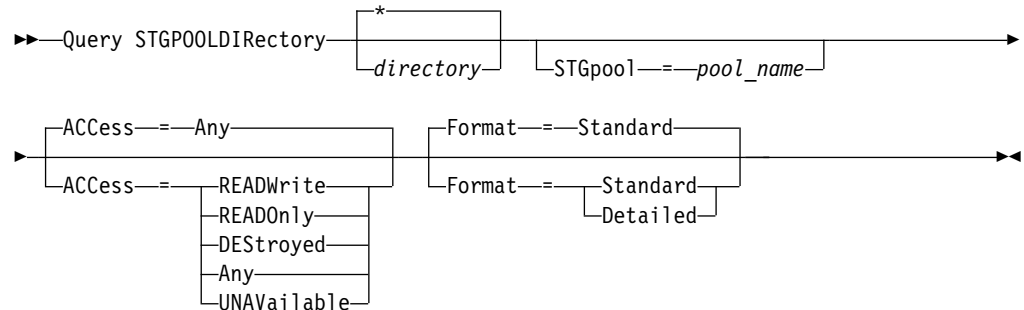 *
Query STGPOOLDIRectory
directory
STGpool = pool_name
ACCess = Any
Format = Standard
ACCess = READWrite
Format = Standard
READOnly
Detailed
DEStroyed
Any
UNAVailable